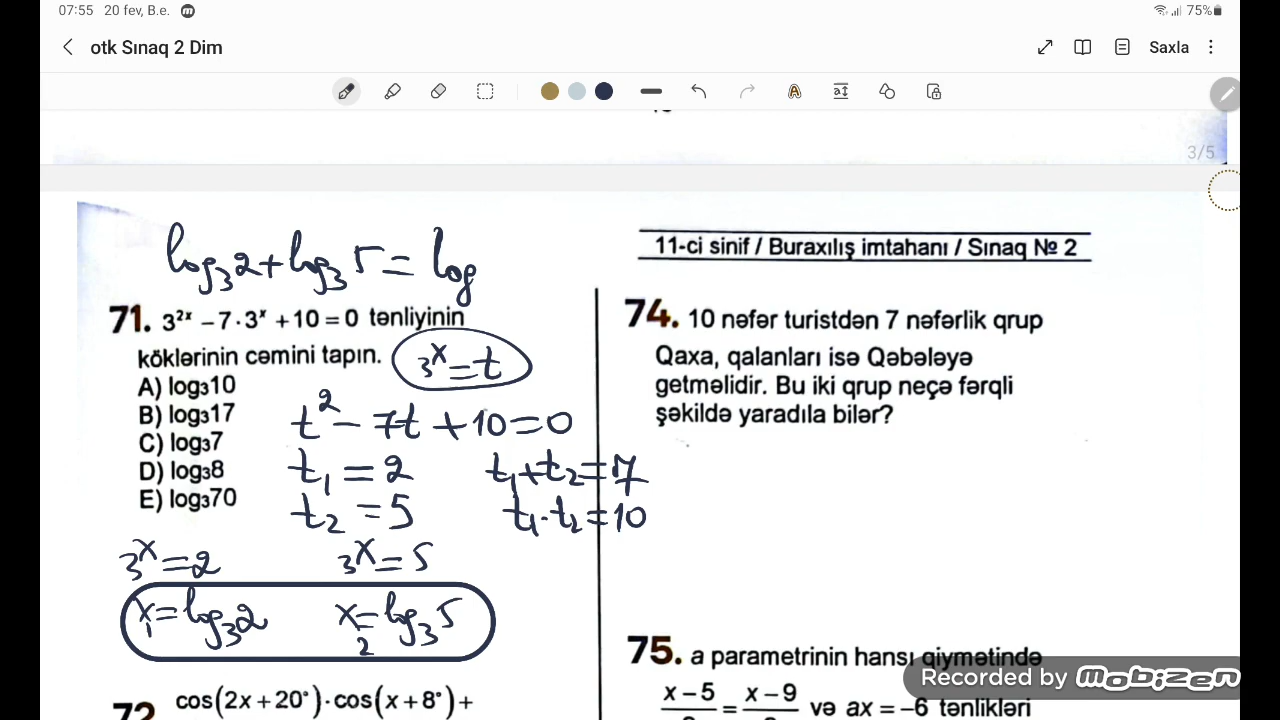 07:55 20 fev, B.e.
75%
otk Sınaq 2 Dim
Saxla
3/5
log₃2+log₃5=log
11-ci sinif / Buraxılış imtahanı / Sınaq № 2
71. 3²ˣ – 7·3ˣ + 10 = 0 tənliyinin
köklərinin cəmini tapın.
3ˣ=t
A) log₃10
B) log₃17
C) log₃7
D) log₃8
E) log₃70
t² – 7t + 10 = 0
t₁ = 2 t₁+t₂=7
t₂ = 5 t₁·t₂=10
3ˣ=2 3ˣ=5
x₁=log₃2 x₂=log₃5
72 cos(2x+20°)·cos(x+8°)+
74. 10 nəfər turistdən 7 nəfərlik qrup
Qaxa, qalanları isə Qəbələyə
getməlidir. Bu iki qrup neçə fərqli
şəkildə yaradıla bilər?
75. a parametrinin hansı qiymətində
x–5 = x–9 və ax = –6 tənlikləri
Recorded by Mobizen